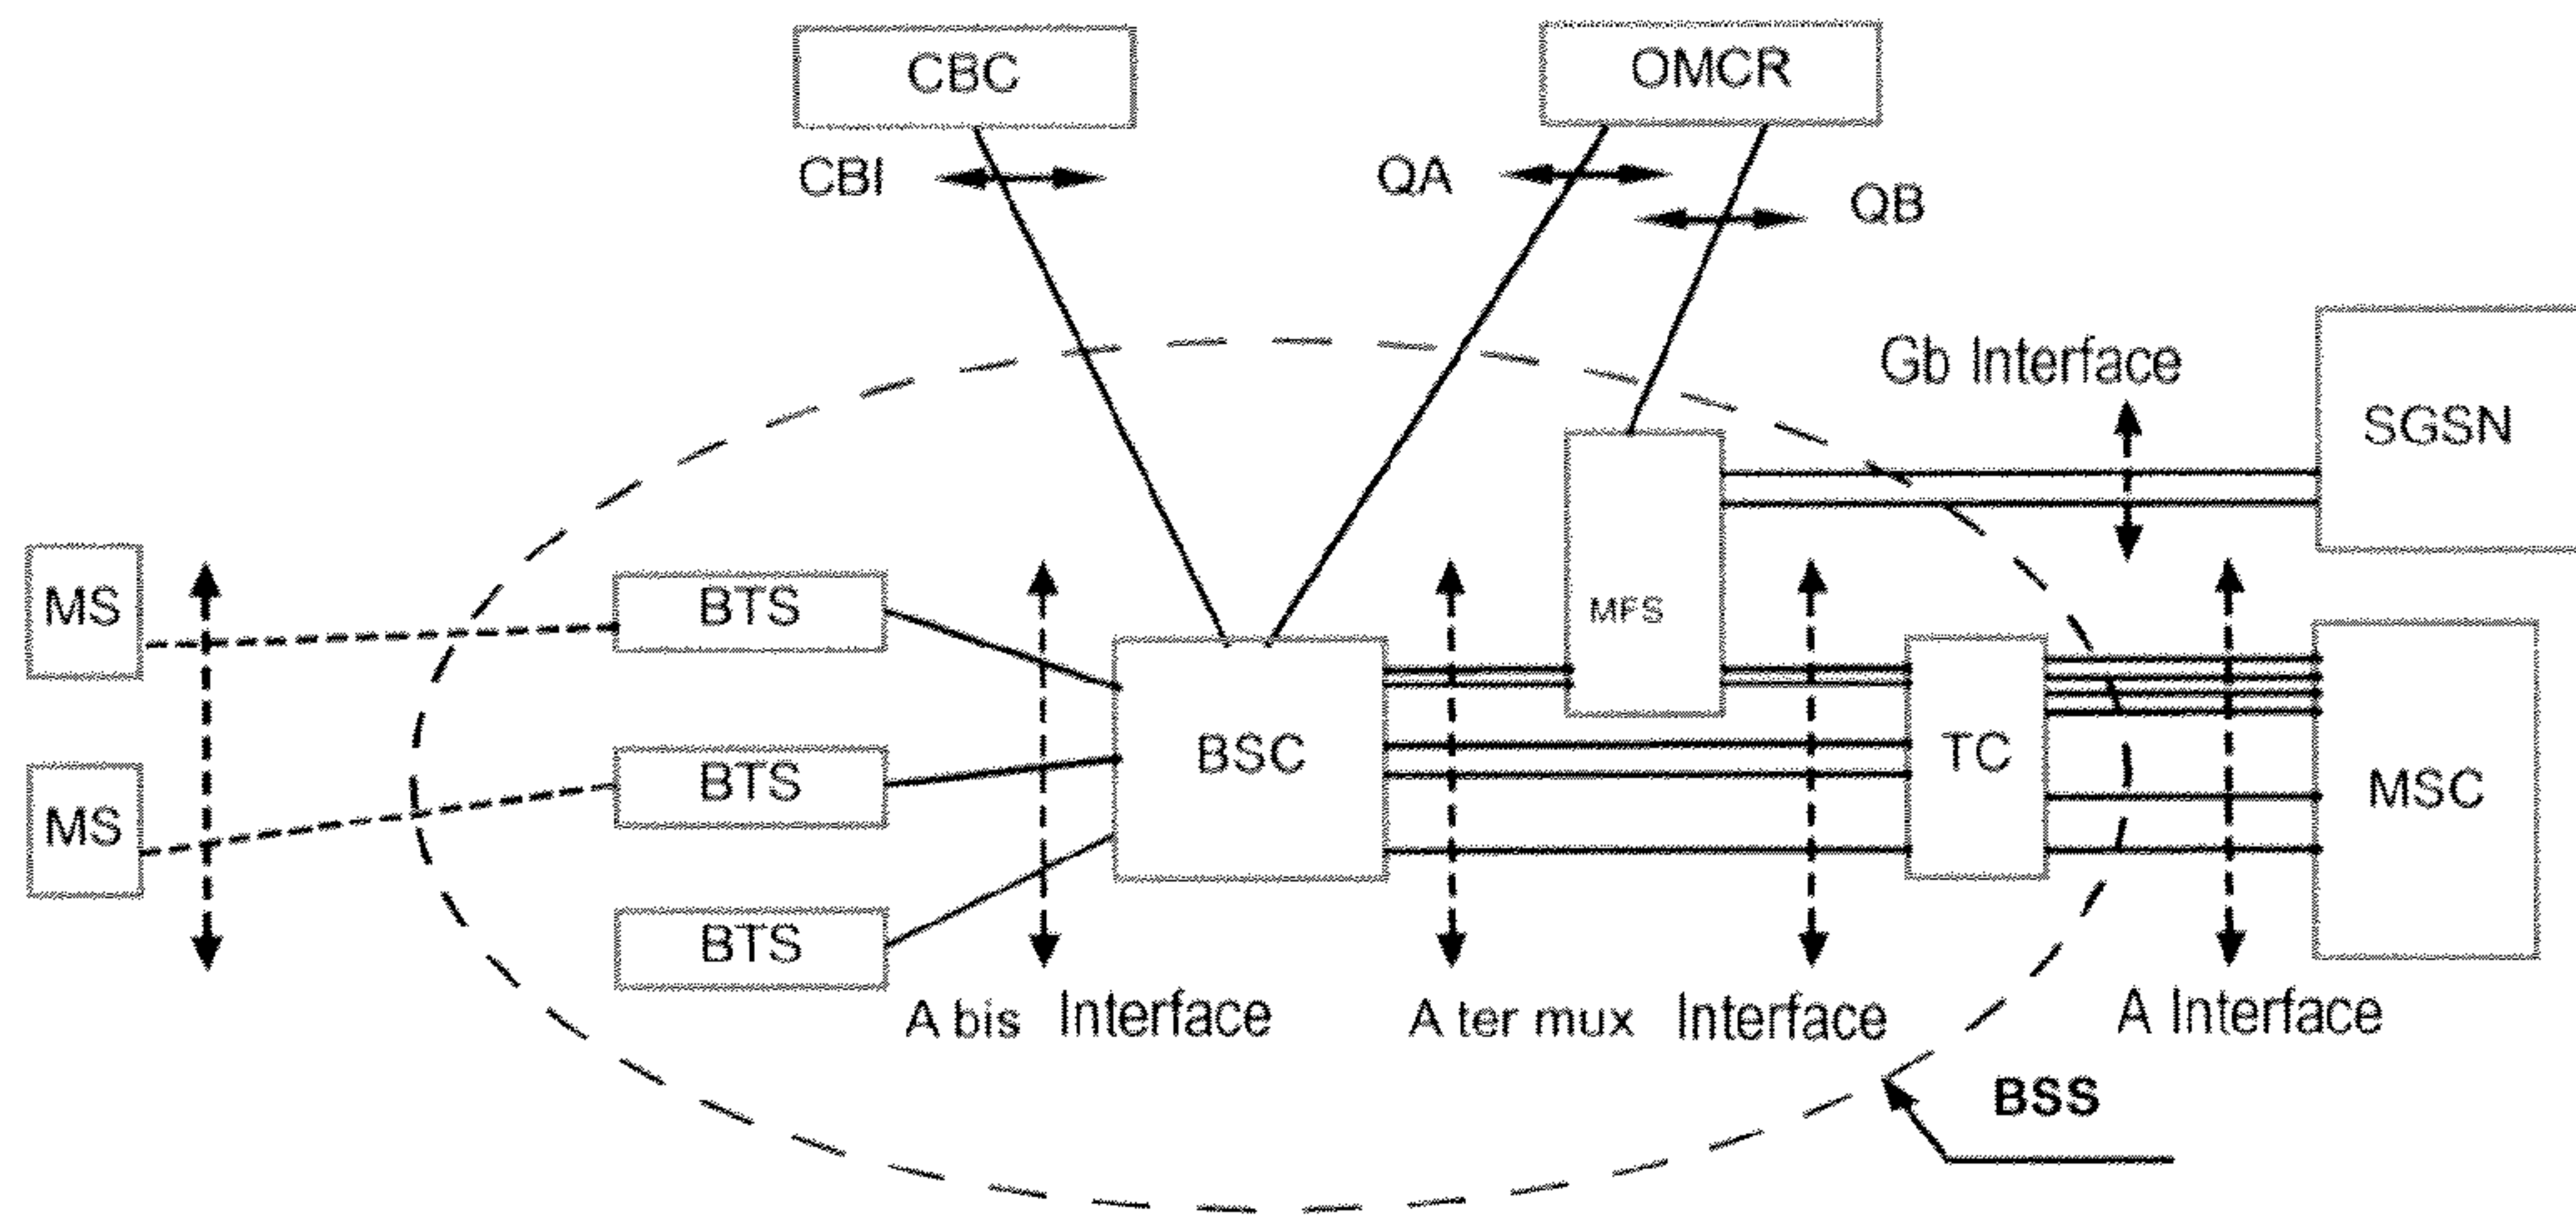 CBC
OMCR
CBI
QA
QB
Gb Interface
SGSN
MS
BTS
MFS
BSC
TC
MSC
BTS
MS
BTS
A bis Interface
A ter mux Interface
A Interface
BSS